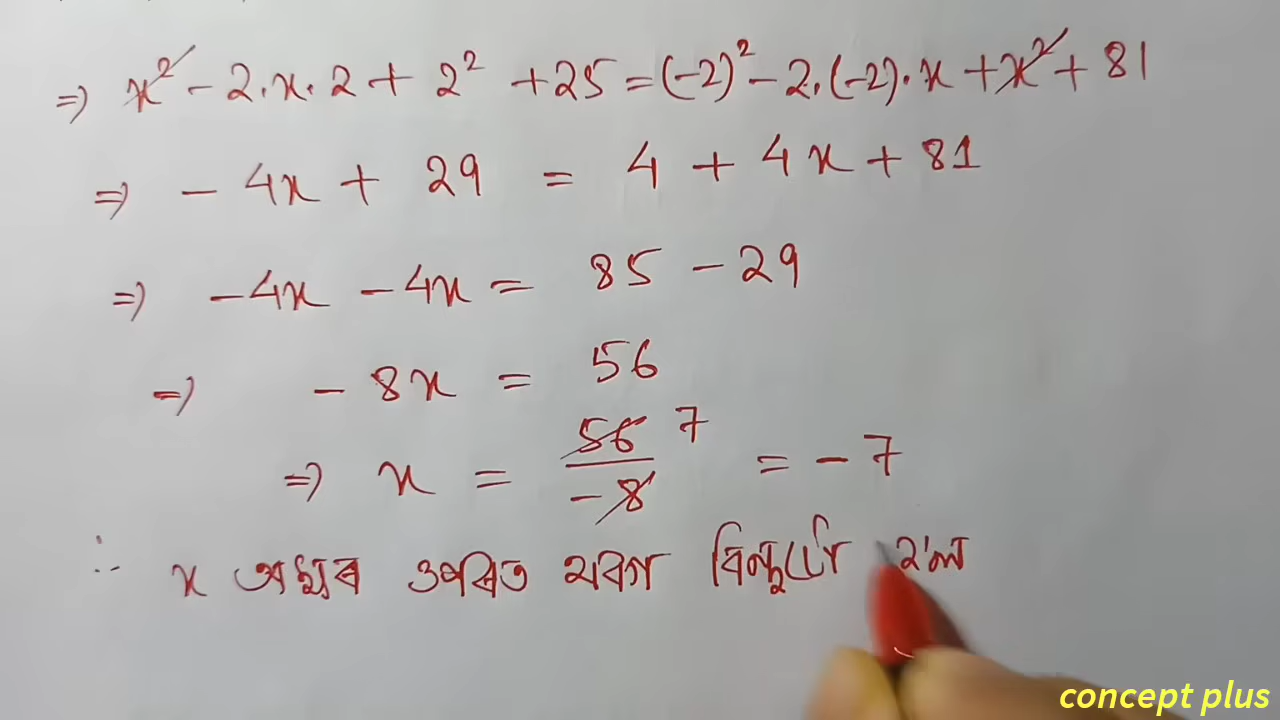 ⇒ x² - 2.x.2 + 2² + 25 = (-2)² - 2.(-2).x + x² + 81
⇒ - 4x + 29 = 4 + 4x + 81
⇒ - 4x - 4x = 85 - 29
⇒ - 8x = 56
⇒ x = 56/-8 7 = - 7
∴ x অক্ষৰ ওপৰত থকা বিন্দুটো হ'ল
concept plus